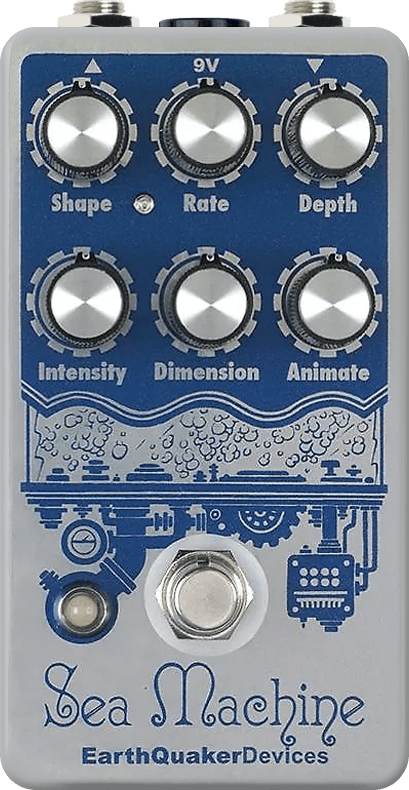 9V
Shape Rate Depth
Intensity Dimension Animate
Sea Machine
EarthQuakerDevices